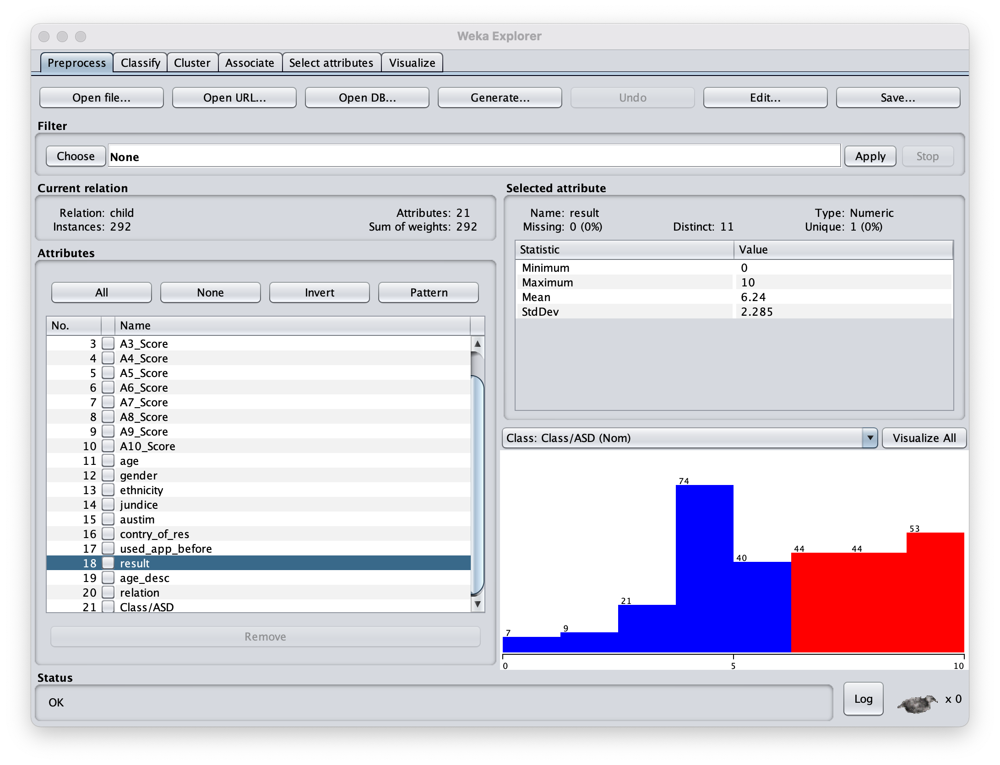 Weka Explorer
Preprocess Classify Cluster Associate Select attributes Visualize
Open file... Open URL... Open DB... Generate... Undo Edit... Save...
Filter
Choose None Apply Stop
Current relation
Relation: child Attributes: 21
Instances: 292 Sum of weights: 292
Attributes
All None Invert Pattern
No. Name
3 A3_Score
4 A4_Score
5 A5_Score
6 A6_Score
7 A7_Score
8 A8_Score
9 A9_Score
10 A10_Score
11 age
12 gender
13 ethnicity
14 jundice
15 austim
16 contry_of_res
17 used_app_before
18 result
19 age_desc
20 relation
21 Class/ASD
Remove
Selected attribute
Name: result Type: Numeric
Missing: 0 (0%) Distinct: 11 Unique: 1 (0%)
Statistic Value
Minimum 0
Maximum 10
Mean 6.24
StdDev 2.285
Class: Class/ASD (Nom) Visualize All
74
53
44 44
40
21
9
7
0 5 10
Status
OK
Log x 0